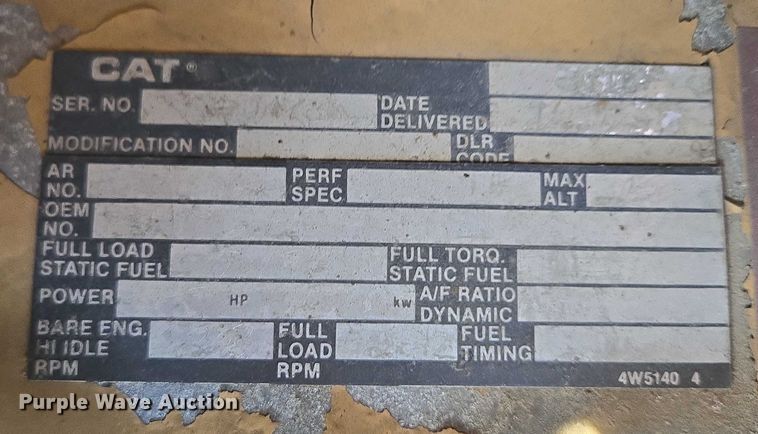 CAT®
SER. NO. DATE DELIVERED
MODIFICATION NO. DLR CODE
AR NO. PERF SPEC MAX ALT
OEM NO.
FULL LOAD STATIC FUEL FULL TORQ. STATIC FUEL
POWER HP kw A/F RATIO DYNAMIC
BARE ENG. HI IDLE RPM FULL LOAD RPM FUEL TIMING
4W5140 4
Purple Wave Auction